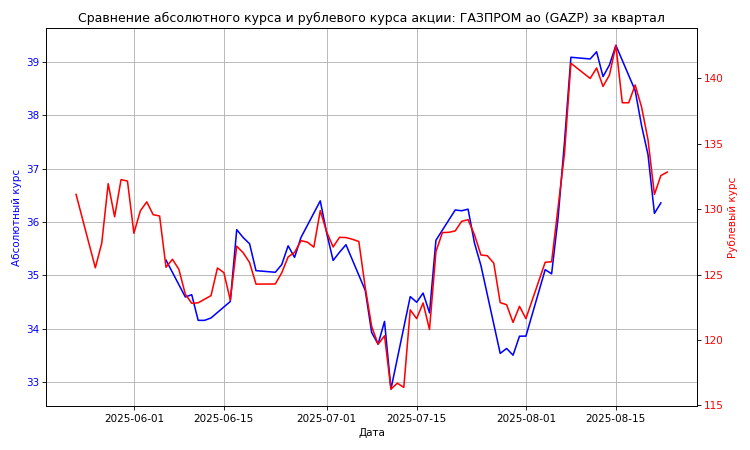 Сравнение абсолютного курса и рублевого курса акции: ГАЗПРОМ ао (GAZP) за квартал
39
38
37
36
35
34
33
Абсолютный курс
140
135
130
125
120
115
Рублевый курс
2025-06-01 2025-06-15 2025-07-01 2025-07-15 2025-08-01 2025-08-15
Дата